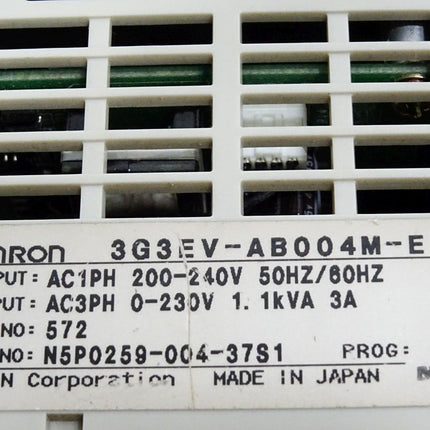 MRON 3G3EV-AB004M-E
PUT: AC1PH 200-240V 50HZ/60HZ
PUT: AC3PH 0-230V 1.1kVA 3A
NO: 572
NO: N5P0259-004-37S1 PROG:
N Corporation MADE IN JAPAN